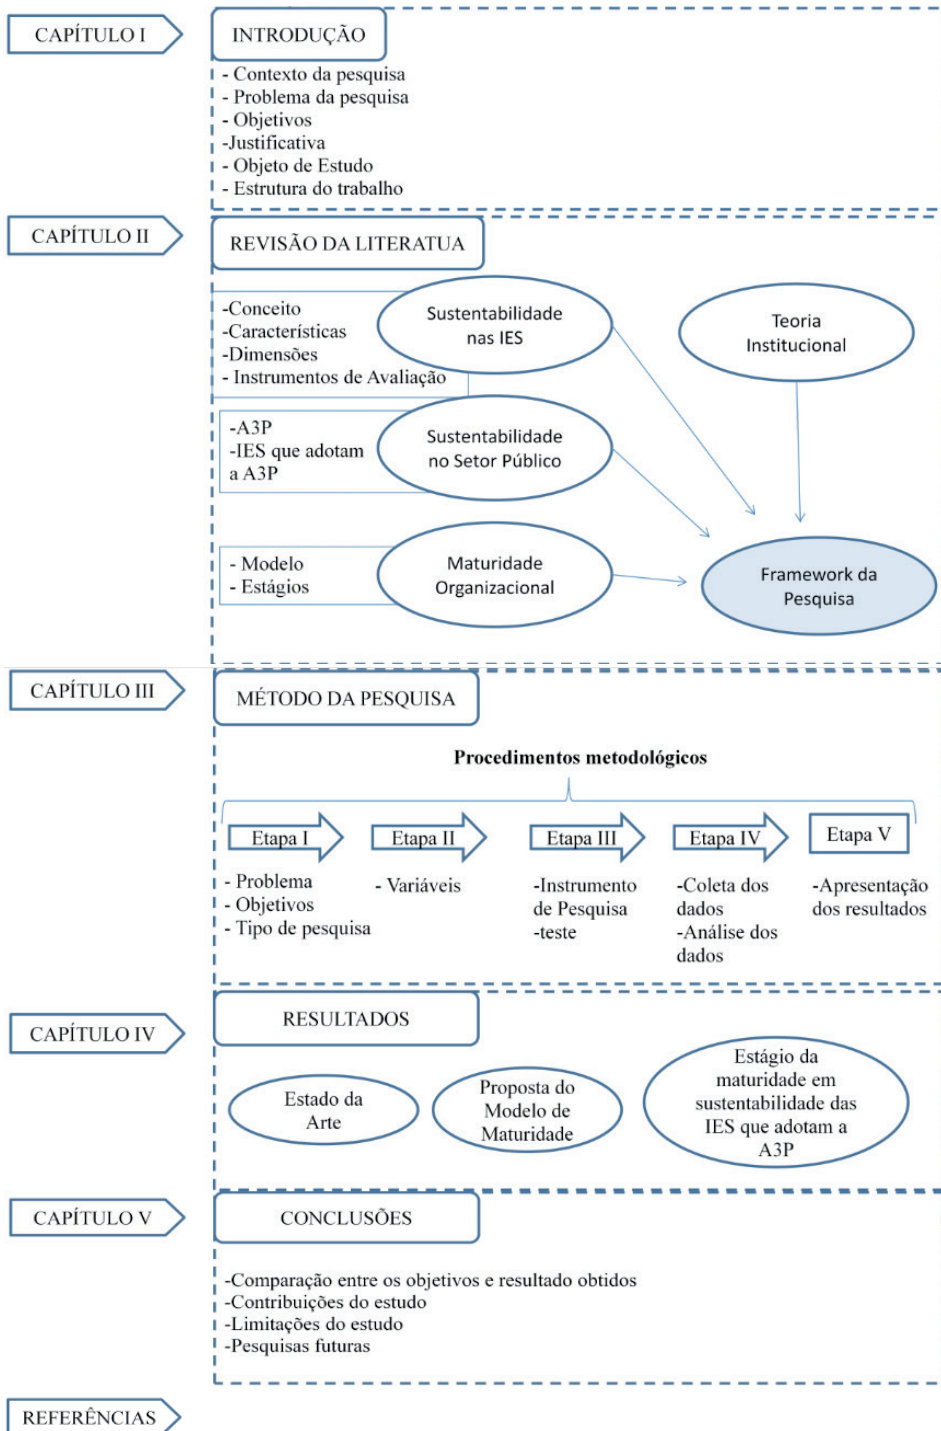 CAPÍTULO I
INTRODUÇÃO
- Contexto da pesquisa
- Problema da pesquisa
- Objetivos
-Justificativa
- Objeto de Estudo
- Estrutura do trabalho
CAPÍTULO II
REVISÃO DA LITERATUA
-Conceito
-Características
-Dimensões
- Instrumentos de Avaliação
Sustentabilidade
nas IES
Teoria
Institucional
-A3P
-IES que adotam
a A3P
Sustentabilidade
no Setor Público
- Modelo
- Estágios
Maturidade
Organizacional
Framework da
Pesquisa
CAPÍTULO III
MÉTODO DA PESQUISA
Procedimentos metodológicos
Etapa I
- Problema
- Objetivos
- Tipo de pesquisa
Etapa II
- Variáveis
Etapa III
-Instrumento
de Pesquisa
-teste
Etapa IV
-Coleta dos
dados
-Análise dos
dados
Etapa V
-Apresentação
dos resultados
CAPÍTULO IV
RESULTADOS
Estado da
Arte
Proposta do
Modelo de
Maturidade
Estágio da
maturidade em
sustentabilidade das
IES que adotam a
A3P
CAPÍTULO V
CONCLUSÕES
-Comparação entre os objetivos e resultado obtidos
-Contribuições do estudo
-Limitações do estudo
-Pesquisas futuras
REFERÊNCIAS